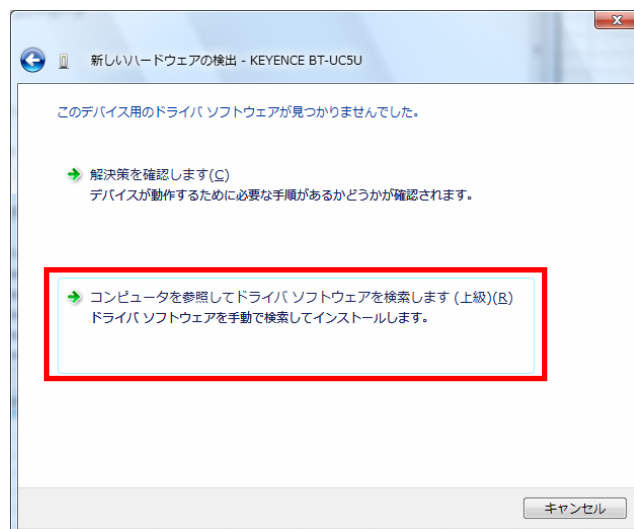 新しいハードウェアの検出 - KEYENCE BT-UC5U
このデバイス用のドライバ ソフトウェアが見つかりませんでした。
解決策を確認します(C)
デバイスが動作するために必要な手順があるかどうかが確認されます。
コンピュータを参照してドライバ ソフトウェアを検索します (上級)(R)
ドライバ ソフトウェアを手動で検索してインストールします。
キャンセル